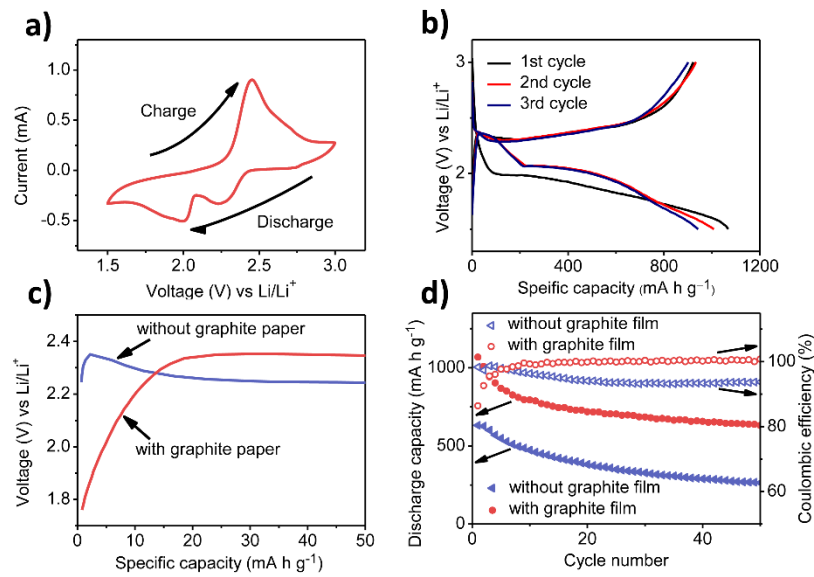 a)
1.0
0.5
0.0
-0.5
Current (mA)
Charge
Discharge
1.5
2.0
2.5
3.0
Voltage (V) vs Li/Li+
b)
3
2
Voltage (V) vs Li/Li+
1st cycle
2nd cycle
3rd cycle
0
400
800
1200
Speific capacity (mA h g−1)
c)
2.4
2.2
2.0
1.8
Voltage (V) vs Li/Li+
without graphite paper
with graphite paper
0
10
20
30
40
50
Specific capacity (mA h g-1)
d)
1000
750
500
250
0
Discharge capacity (mA h g-1)
without graphite film
with graphite film
without graphite film
with graphite film
100
80
60
Coulombic efficiency (%)
0
20
40
Cycle number